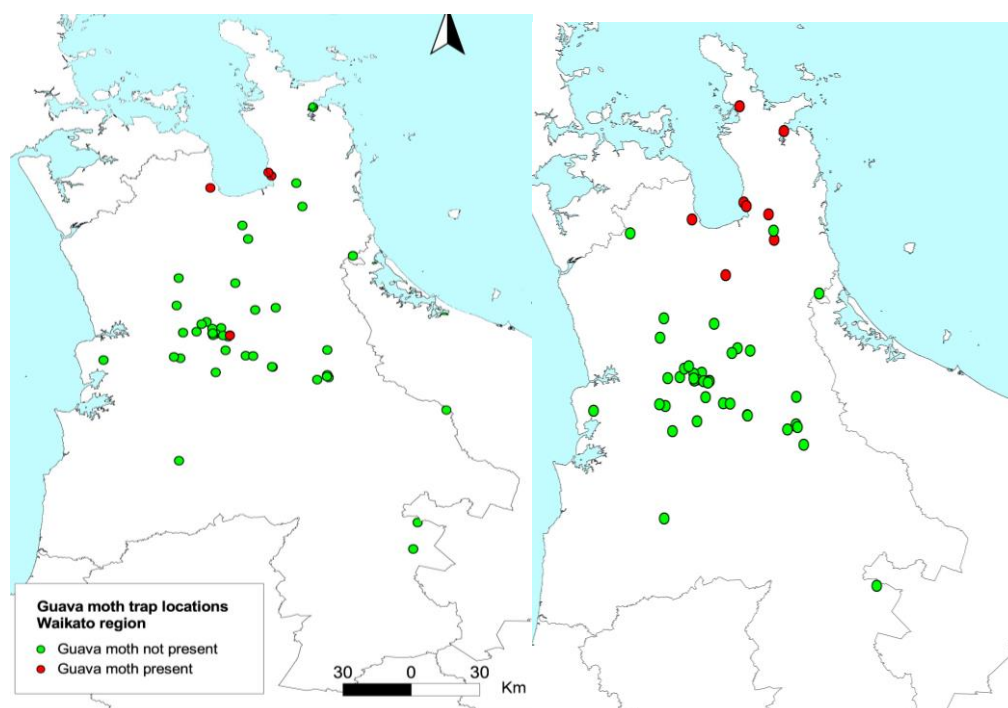 Guava moth trap locations
Waikato region
Guava moth not present
Guava moth present
30 0 30
Km